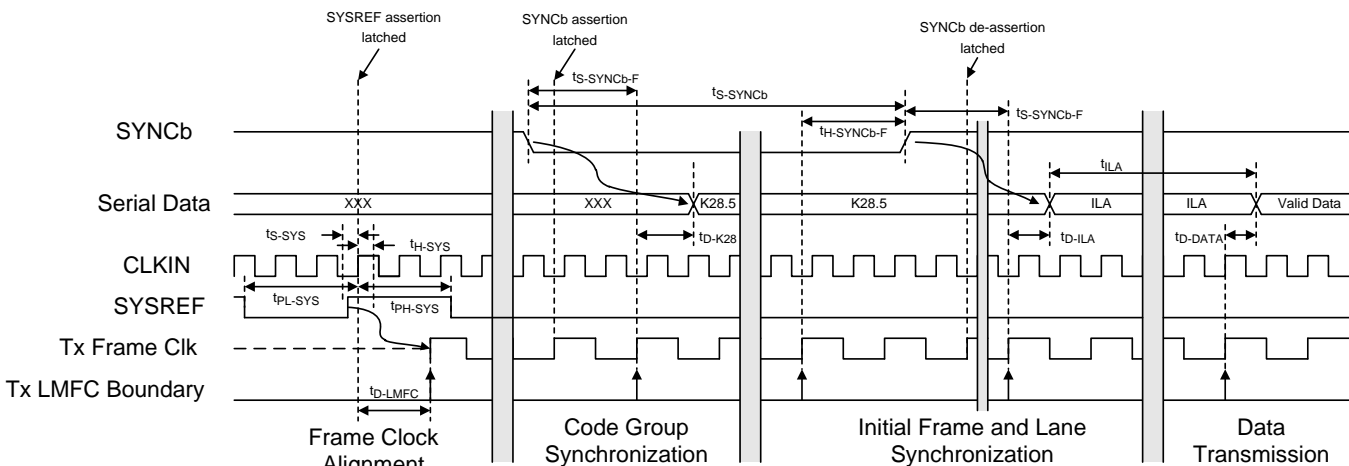 SYSREF assertion
latched
SYNCb assertion
latched
SYNCb de-assertion
latched
tS-SYNCb-F
tS-SYNCb
tS-SYNCb-F
SYNCb
tH-SYNCb-F
tILA
Serial Data
XXX
XXX
K28.5
K28.5
ILA
ILA
Valid Data
tS-SYS
tH-SYS
tD-K28
tD-ILA
tD-DATA
CLKIN
tPL-SYS
tPH-SYS
SYSREF
Tx Frame Clk
Tx LMFC Boundary
tD-LMFC
Frame Clock
Alignment
Code Group
Synchronization
Initial Frame and Lane
Synchronization
Data
Transmission